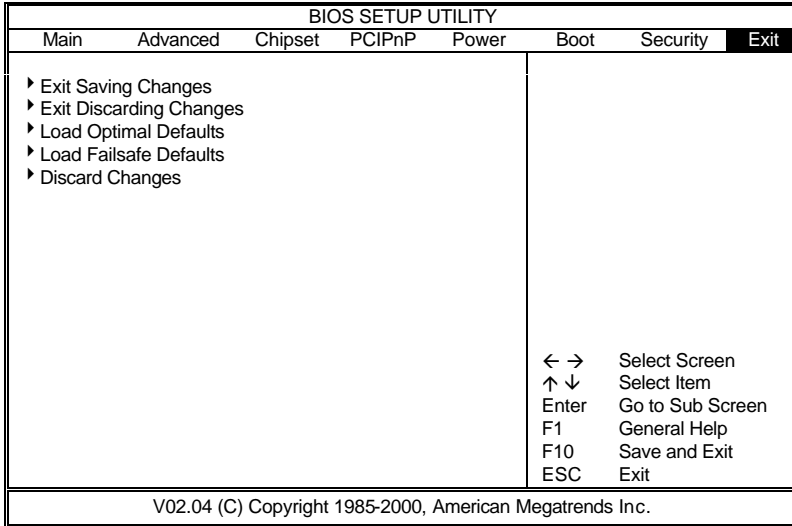 BIOS SETUP UTILITY
Main Advanced Chipset PCIPnP Power Boot Security Exit
Exit Saving Changes
Exit Discarding Changes
Load Optimal Defaults
Load Failsafe Defaults
Discard Changes
← → Select Screen
↑ ↓ Select Item
Enter Go to Sub Screen
F1 General Help
F10 Save and Exit
ESC Exit
V02.04 (C) Copyright 1985-2000, American Megatrends Inc.